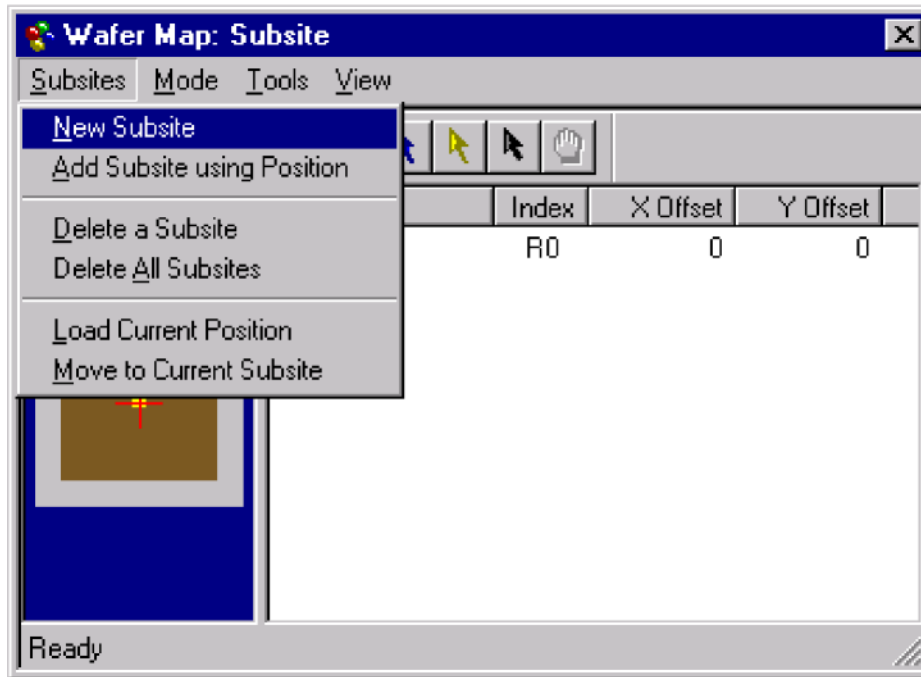 Wafer Map: Subsite
Subsites Mode Tools View
New Subsite
Add Subsite using Position
Delete a Subsite
Delete All Subsites
Load Current Position
Move to Current Subsite
Index X Offset Y Offset
R0 0 0
Ready